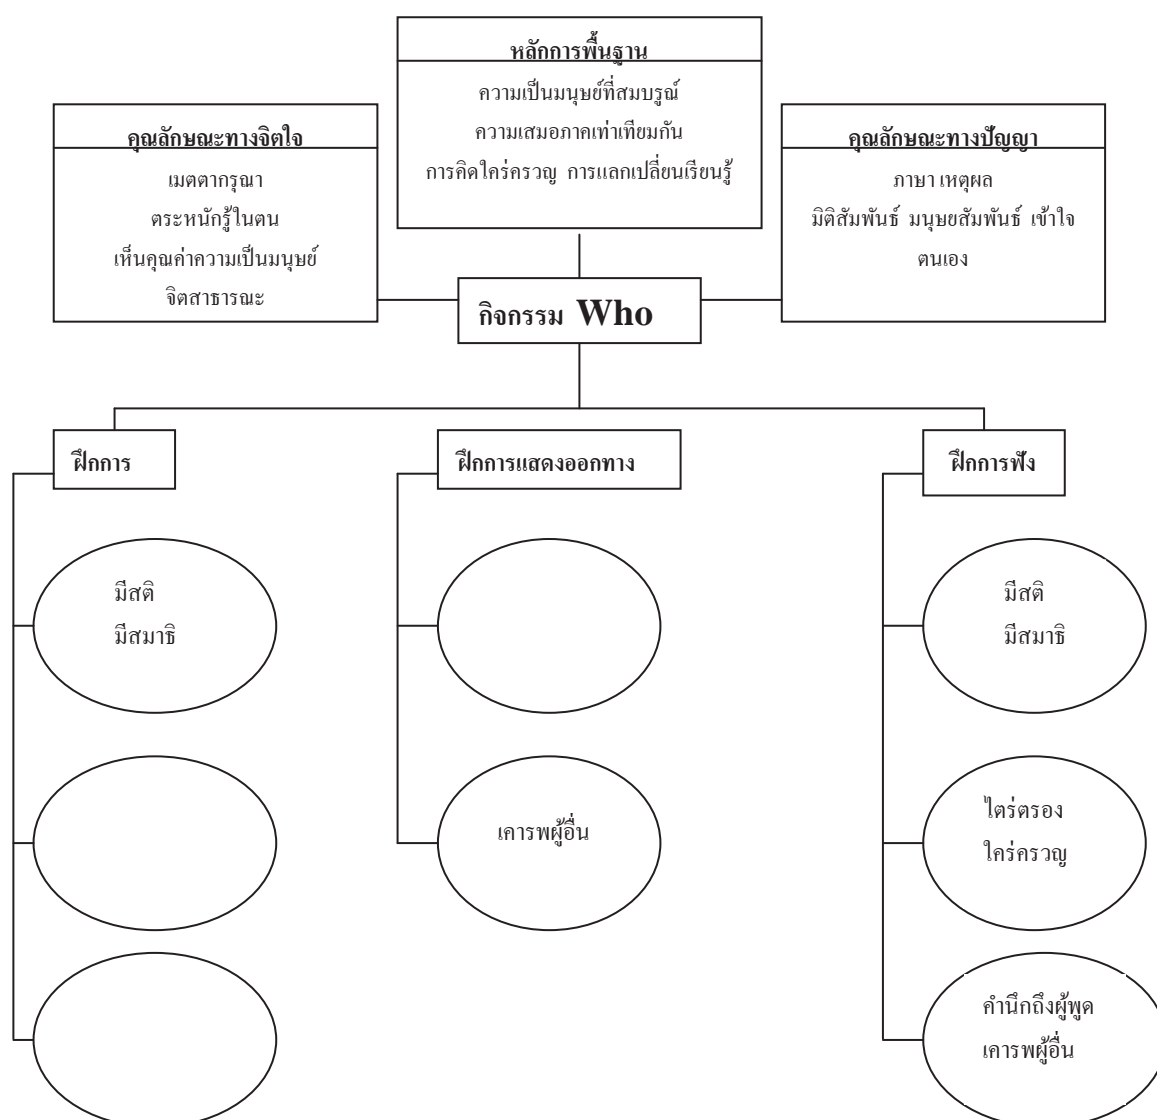 หลักการพื้นฐาน
ความเป็นมนุษย์ที่สมบรูณ์
ความเสมอภาคเท่าเทียมกัน
การคิดใคร่ครวญ การแลกเปลี่ยนเรียนรู้
คุณลักษณะทางจิตใจ
เมตตากรุณา
ตระหนักรู้ในตน
เห็นคุณค่าความเป็นมนุษย์
จิตสาธารณะ
คุณลักษณะทางปัญญา
ภาษา เหตุผล
มิติสัมพันธ์ มนุษยสัมพันธ์ เข้าใจ
ตนเอง
กิจกรรม Who
ฝึกการ
มีสติ
มีสมาธิ
ฝึกการแสดงออกทาง
เคารพผู้อื่น
ฝึกการฟัง
มีสติ
มีสมาธิ
ไตร่ตรอง
ใคร่ครวญ
คำนึกถึงผู้พูด
เคารพผู้อื่น